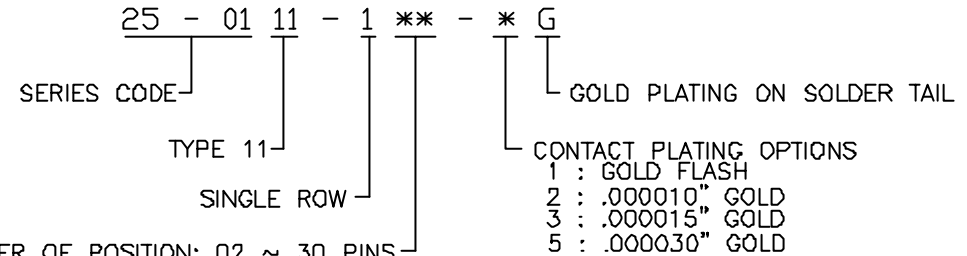 25 - 01 11 - 1 ** - * G
SERIES CODE
GOLD PLATING ON SOLDER TAIL
TYPE 11
CONTACT PLATING OPTIONS
1 : GOLD FLASH
SINGLE ROW
2 : .000010" GOLD
3 : .000015" GOLD
5 : .000030" GOLD
OF POSITION: 02 ~ 30 PINS